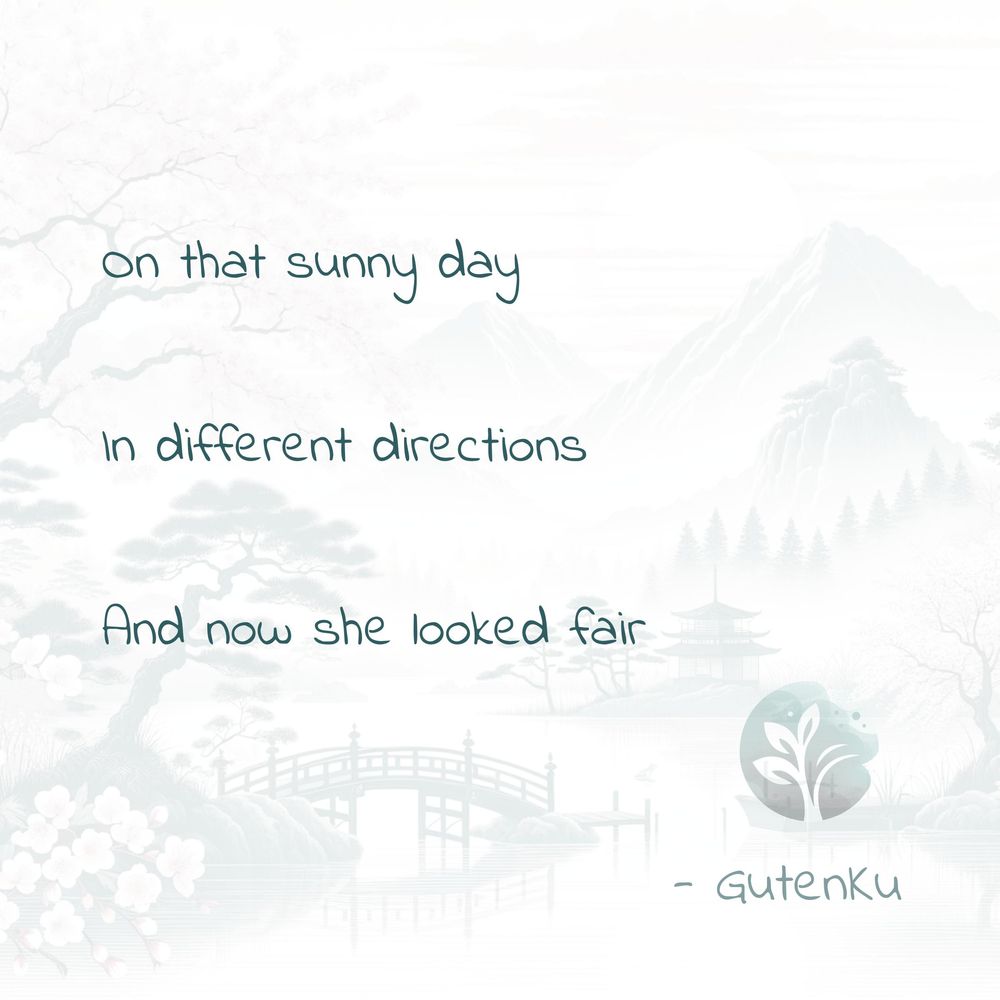 On that sunny day
In different directions
And now she looked fair
- GutenKu